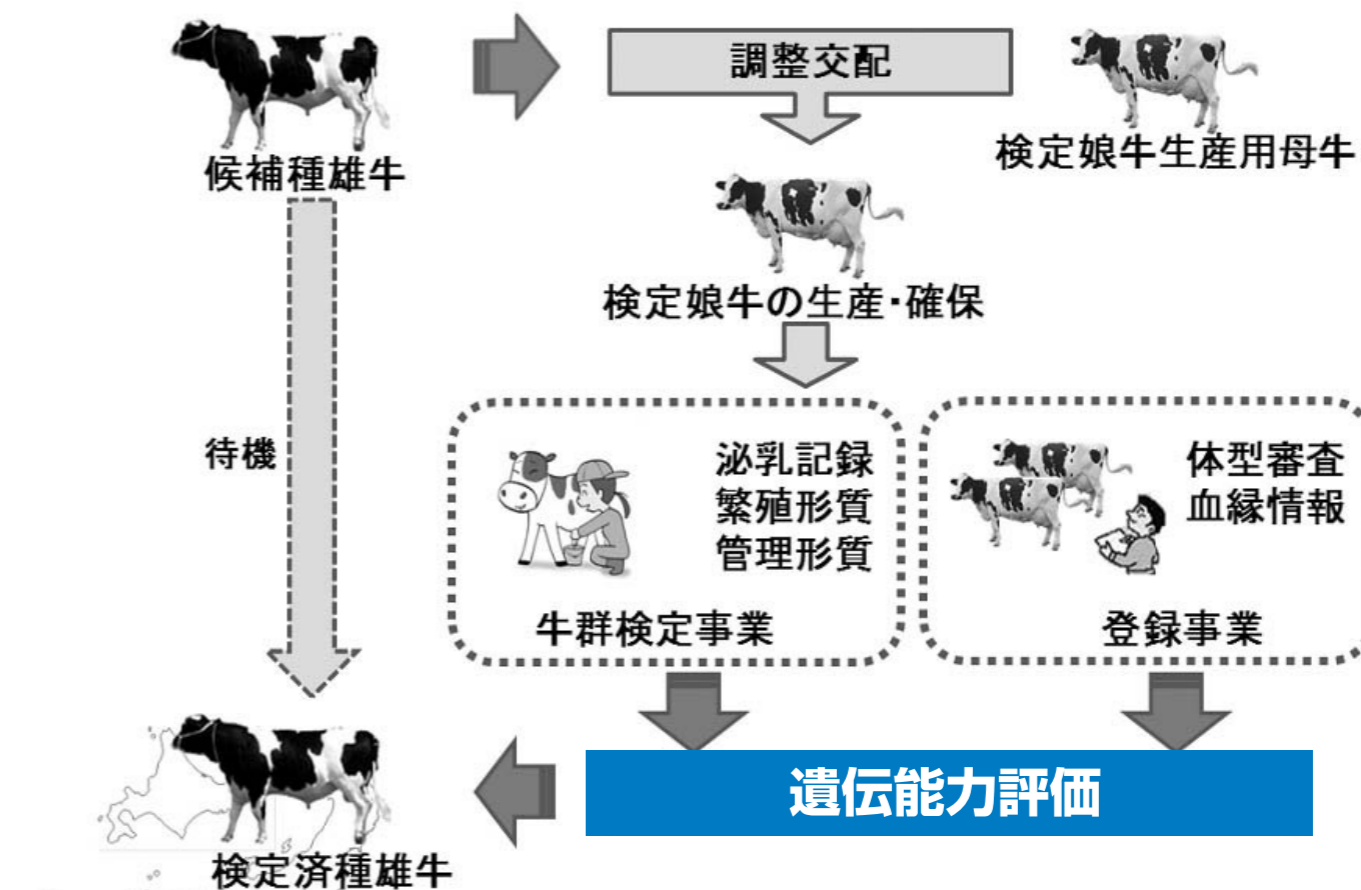 調整交配
候補種雄牛
検定娘牛生産用母牛
検定娘牛の生産・確保
待機
泌乳記録
繁殖形質
管理形質
牛群検定事業
体型審査
血縁情報
登録事業
遺伝能力評価
検定済種雄牛